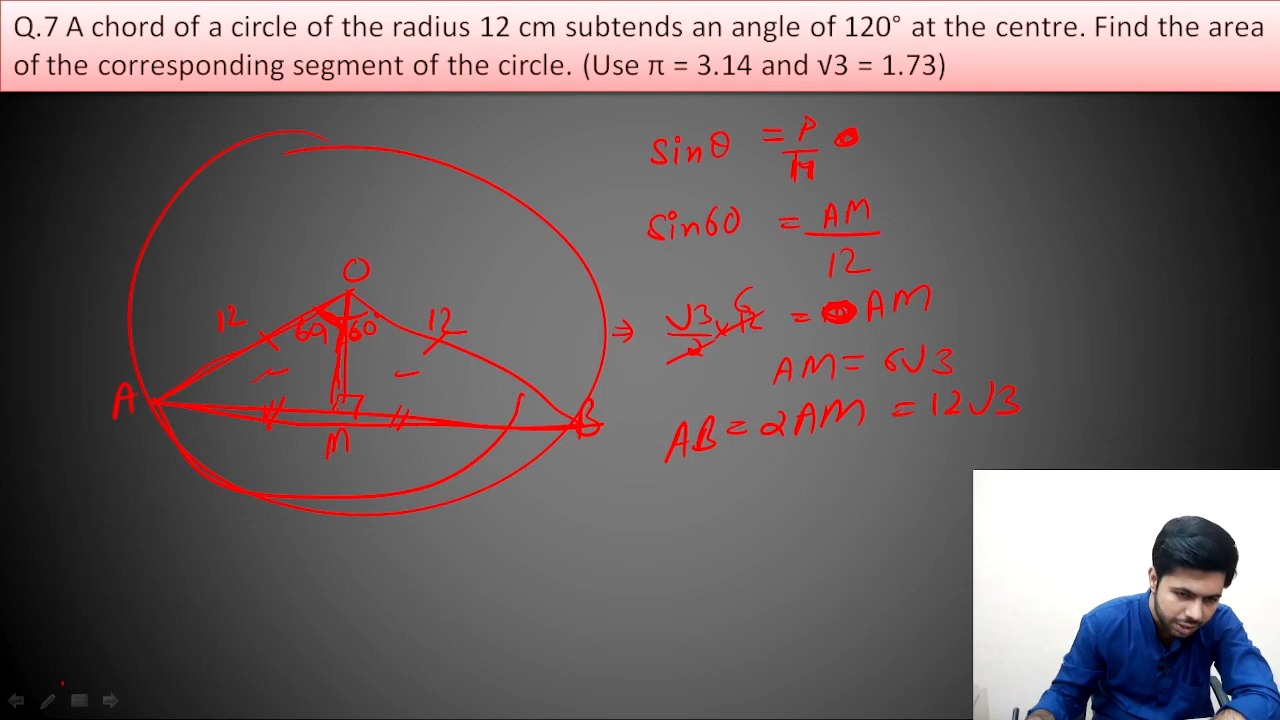 Q.7 A chord of a circle of the radius 12 cm subtends an angle of 120° at the centre. Find the area
of the corresponding segment of the circle. (Use π = 3.14 and √3 = 1.73)
sinθ = P/H
sin60 = AM/12
⇒ √3/2 × 12 6 = AM
AM = 6√3
AB = 2AM = 12√3
O
12 60 60° 12
A B
M